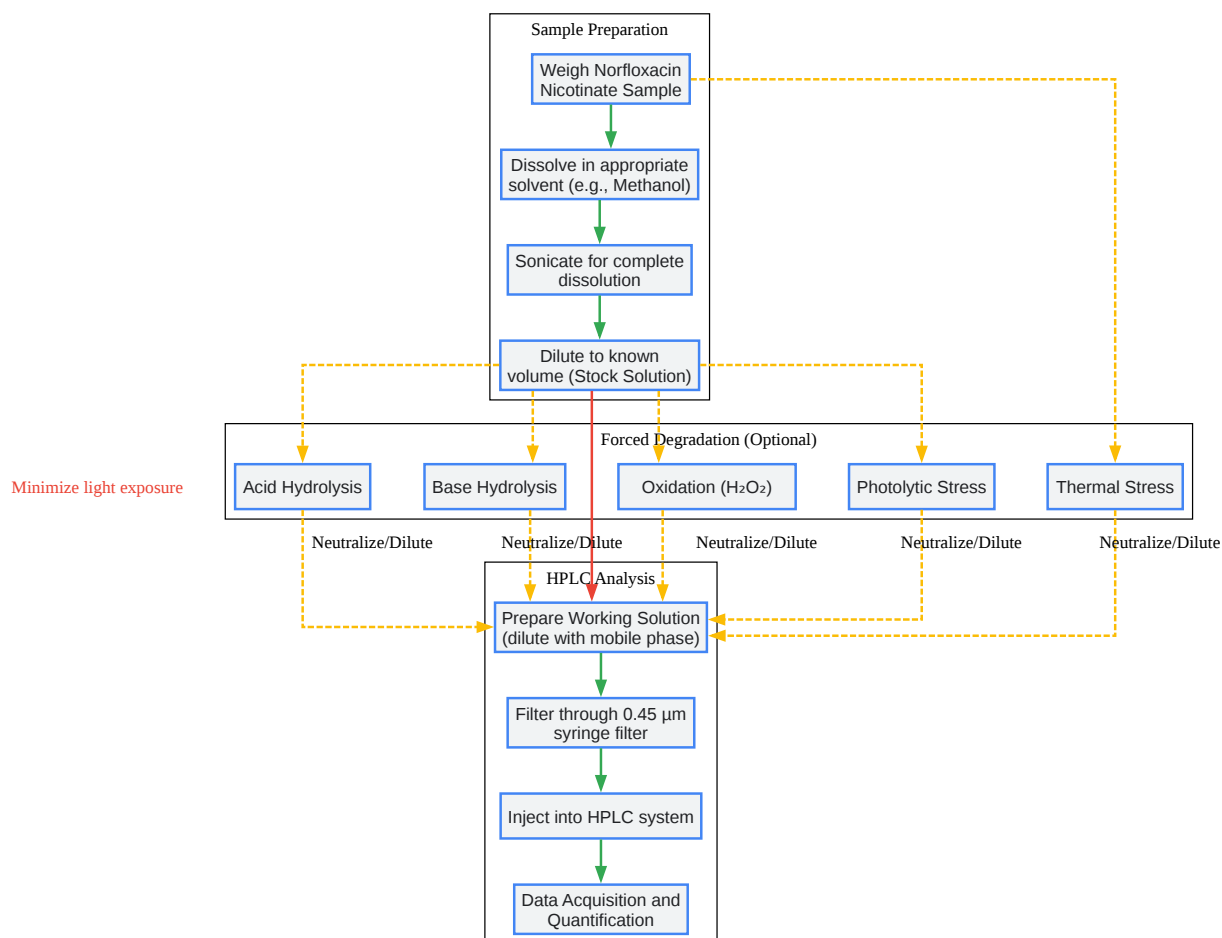 Sample Preparation
Weigh Norfloxacin
Nicotinate Sample
Dissolve in appropriate
solvent (e.g., Methanol)
Sonicate for complete
dissolution
Dilute to known
volume (Stock Solution)
Forced Degradation (Optional)
Minimize light exposure
Acid Hydrolysis
Base Hydrolysis
Oxidation (H₂O₂)
Photolytic Stress
Thermal Stress
Neutralize/Dilute
Neutralize/Dilute
Neutralize/Dilute
Neutralize/Dilute
Neutralize/Dilute
HPLC Analysis
Prepare Working Solution
(dilute with mobile phase)
Filter through 0.45 µm
syringe filter
Inject into HPLC system
Data Acquisition and
Quantification